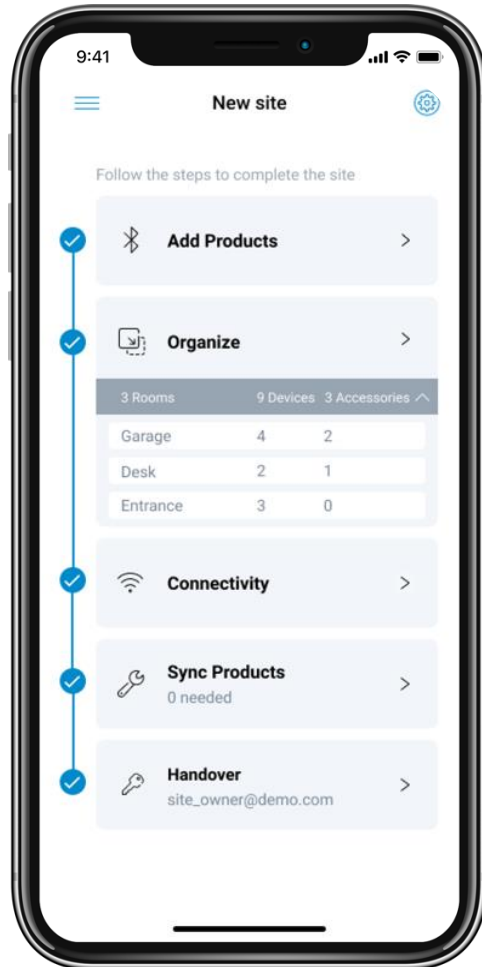 9:41
New site
Follow the steps to complete the site
Add Products
Organize
3 Rooms 9 Devices 3 Accessories
Garage 4 2
Desk 2 1
Entrance 3 0
Connectivity
Sync Products
0 needed
Handover
site_owner@demo.com